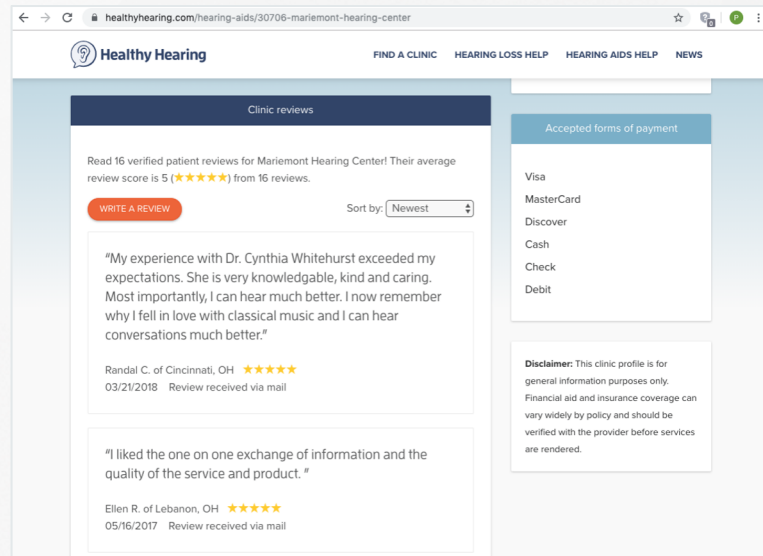 healthyhearing.com/hearing-aids/30706-mariemont-hearing-center
P
Healthy Hearing
FIND A CLINIC HEARING LOSS HELP HEARING AIDS HELP NEWS
Clinic reviews
Read 16 verified patient reviews for Mariemont Hearing Center! Their average
review score is 5 (★★★★★) from 16 reviews.
WRITE A REVIEW
Sort by: Newest
“My experience with Dr. Cynthia Whitehurst exceeded my
expectations. She is very knowledgable, kind and caring.
Most importantly, I can hear much better. I now remember
why I fell in love with classical music and I can hear
conversations much better.”
Randal C. of Cincinnati, OH ★★★★★
03/21/2018 Review received via mail
“I liked the one on one exchange of information and the
quality of the service and product. ”
Ellen R. of Lebanon, OH ★★★★★
05/16/2017 Review received via mail
Accepted forms of payment
Visa
MasterCard
Discover
Cash
Check
Debit
Disclaimer: This clinic profile is for
general information purposes only.
Financial aid and insurance coverage can
vary widely by policy and should be
verified with the provider before services
are rendered.